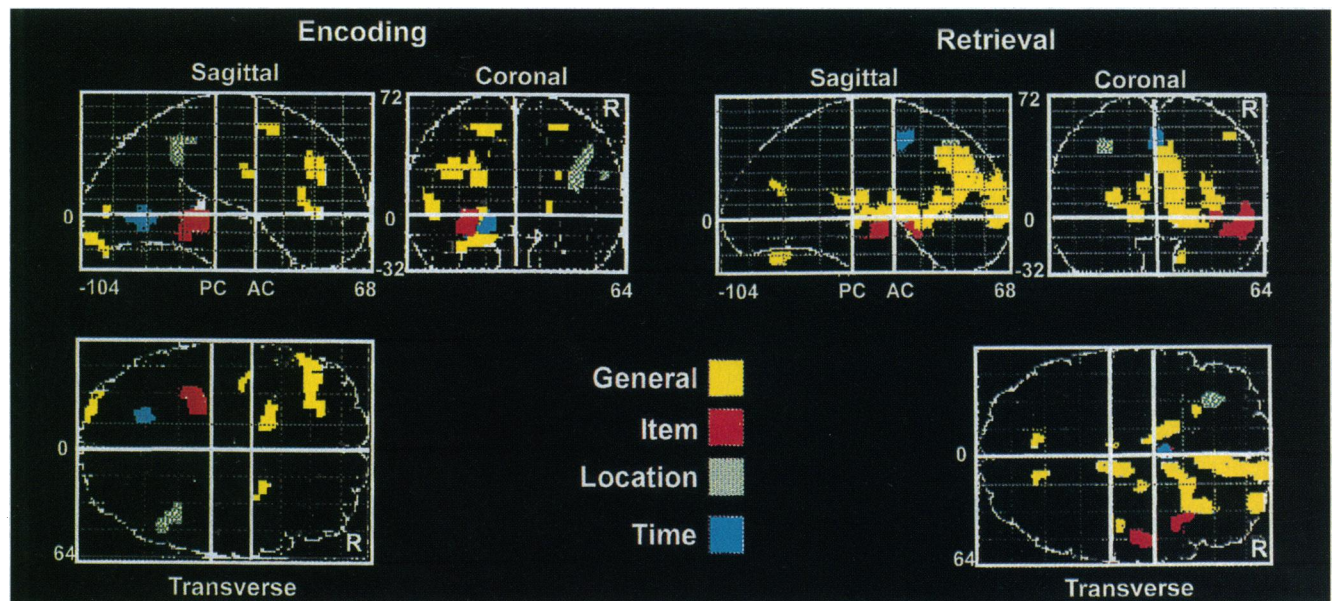 Encoding
Sagittal
Coronal
72
R
0
0
-32
-104
PC
AC
68
64
0
64
R
Transverse
Retrieval
Sagittal
Coronal
72
R
0
0
-32
-104
PC
AC
68
64
0
64
R
Transverse
General
Item
Location
Time